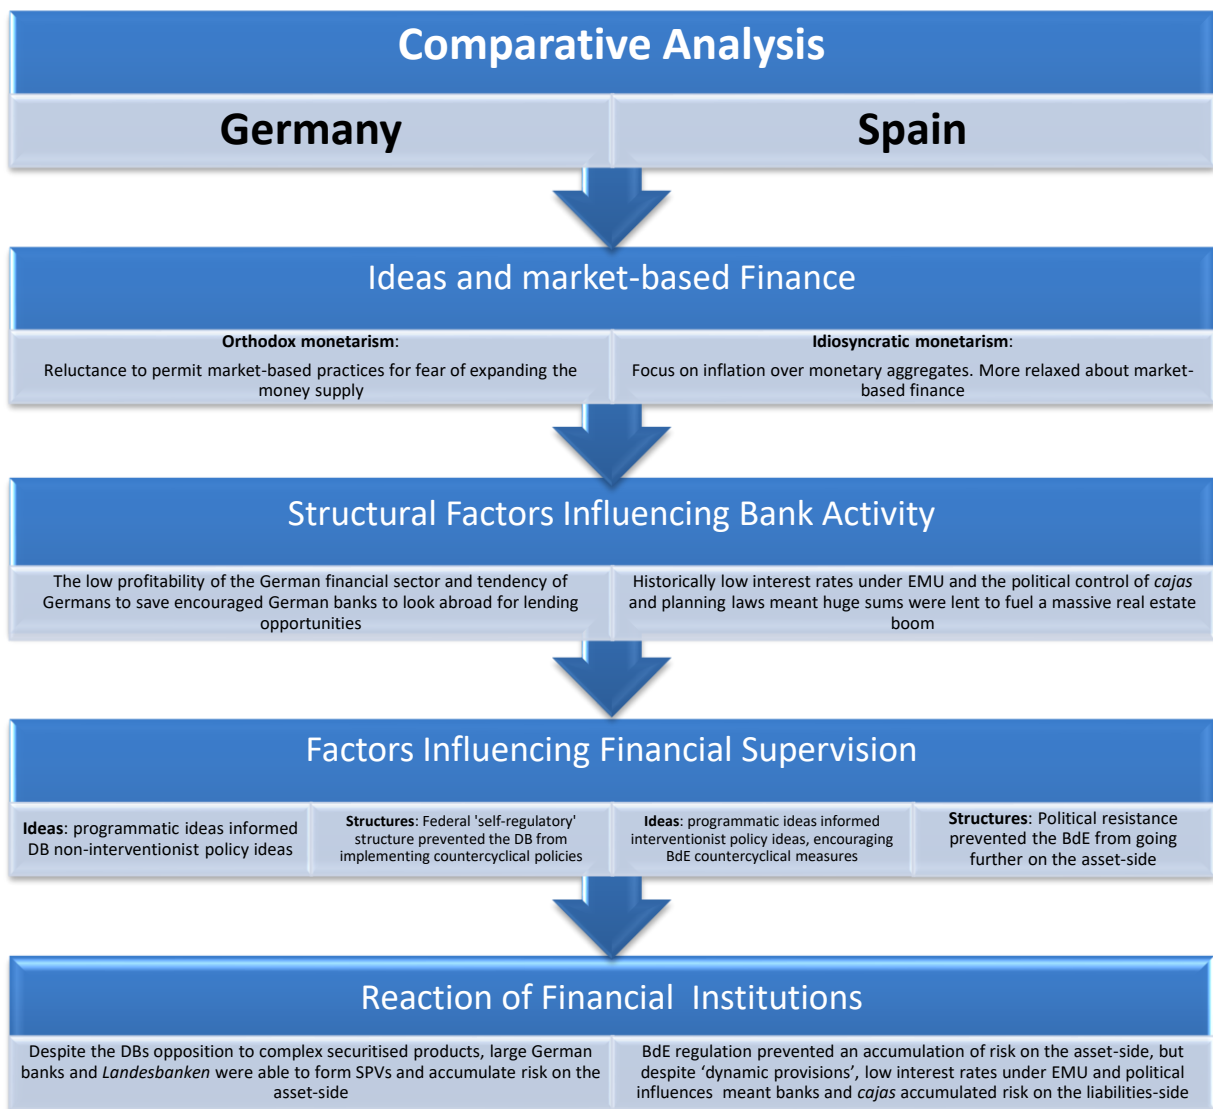 Comparative Analysis
Germany
Spain
Ideas and market-based Finance
Orthodox monetarism:
Reluctance to permit market-based practices for fear of expanding the
money supply
Idiosyncratic monetarism:
Focus on inflation over monetary aggregates. More relaxed about market-
based finance
Structural Factors Influencing Bank Activity
The low profitability of the German financial sector and tendency of
Germans to save encouraged German banks to look abroad for lending
opportunities
Historically low interest rates under EMU and the political control of cajas
and planning laws meant huge sums were lent to fuel a massive real estate
boom
Factors Influencing Financial Supervision
Ideas: programmatic ideas informed
DB non-interventionist policy ideas
Structures: Federal 'self-regulatory'
structure prevented the DB from
implementing countercyclical policies
Ideas: programmatic ideas informed
interventionist policy ideas, encouraging
BdE countercyclical measures
Structures: Political resistance
prevented the BdE from going
further on the asset-side
Reaction of Financial  Institutions
Despite the DBs opposition to complex securitised products, large German
banks and Landesbanken were able to form SPVs and accumulate risk on the
asset-side
BdE regulation prevented an accumulation of risk on the asset-side, but
despite ‘dynamic provisions’, low interest rates under EMU and political
influences  meant banks and cajas accumulated risk on the liabilities-side